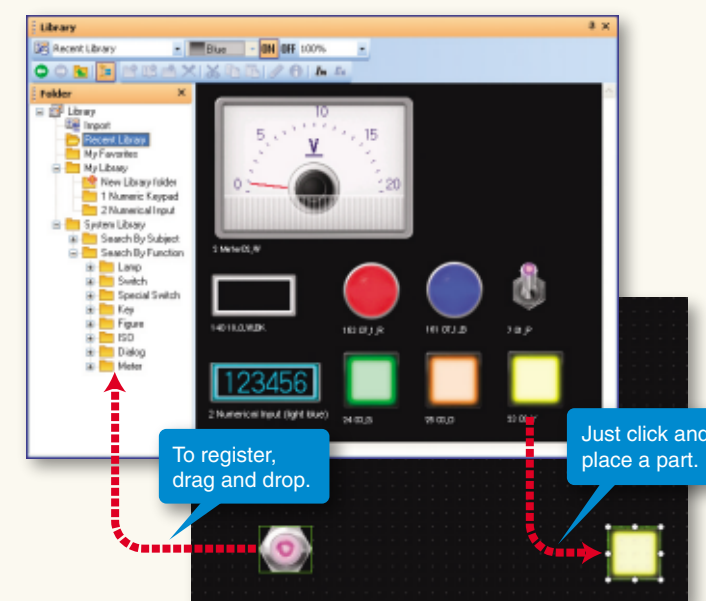 Library
Recent Library Blue ON OFF 100%
Folder
Library
Import
Recent Library
My Favorites
My Library
New Library folder
1 Numeric Keypad
2 Numerical Input
System Library
Search By Subject
Search By Function
Lamp
Switch
Special Switch
Key
Figure
ISO
Dialog
Meter
0 5 10 15 20
V
123456
2 Numerical Input (light blue)
To register,
drag and drop.
Just click and
place a part.